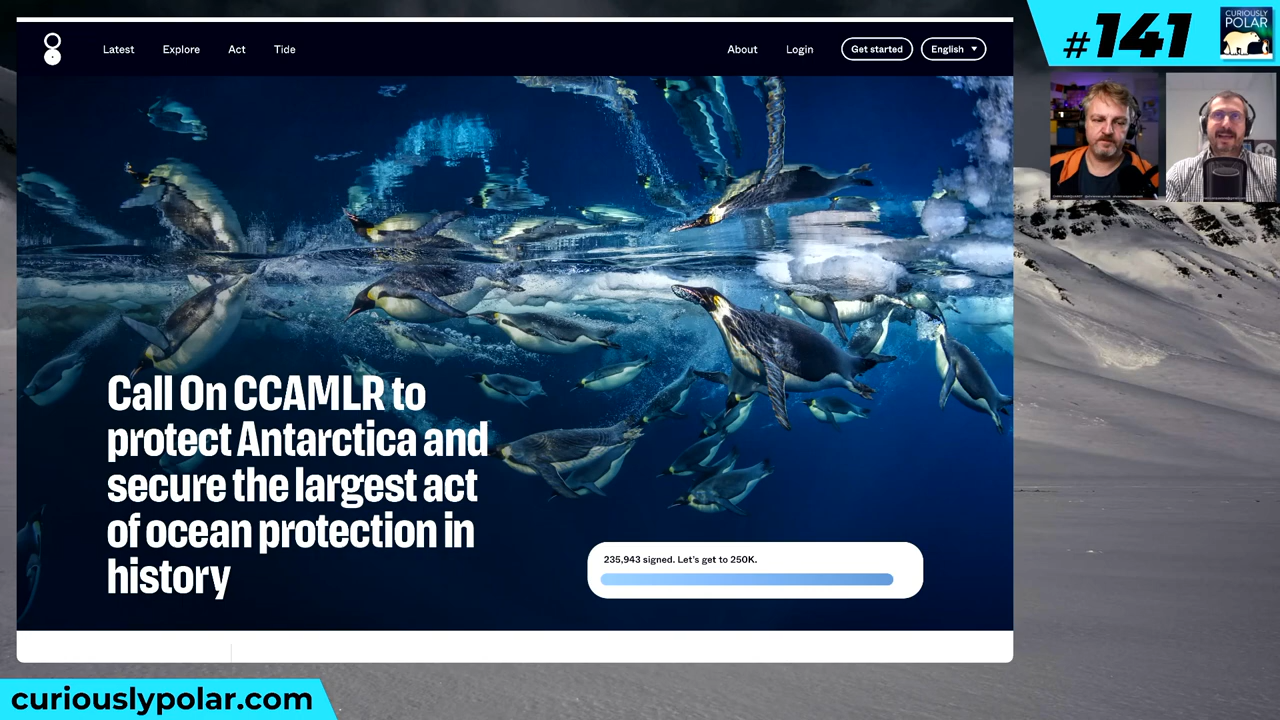 Latest Explore Act Tide About Login Get started English
Call On CCAMLR to
protect Antarctica and
secure the largest act
of ocean protection in
history
235,943 signed. Let's get to 250K.
#141
CURIOUSLY
POLAR
curiouslypolar.com